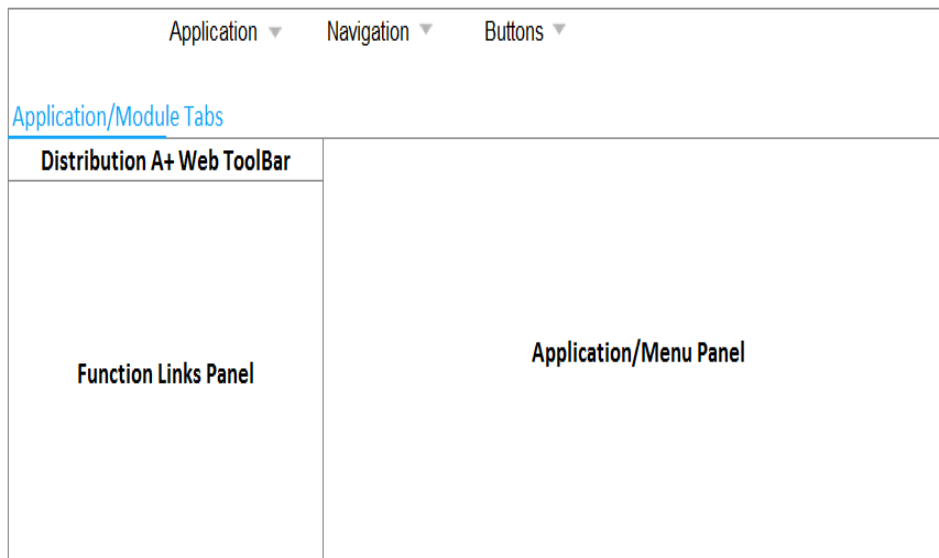 Application Navigation Buttons
Application/Module Tabs
Distribution A+ Web ToolBar
Function Links Panel
Application/Menu Panel